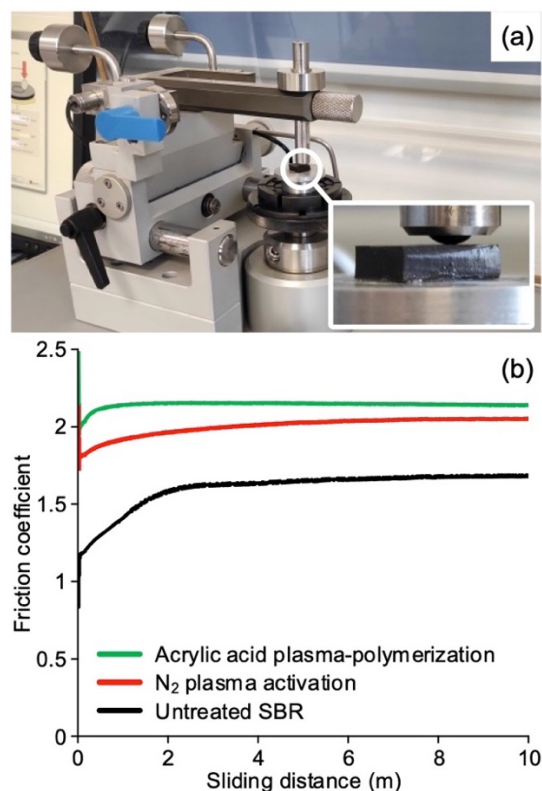 (a)
(b)
2.5
2
1.5
1
0.5
0
Friction coefficient
Acrylic acid plasma-polymerization
N₂ plasma activation
Untreated SBR
0 2 4 6 8 10
Sliding distance (m)